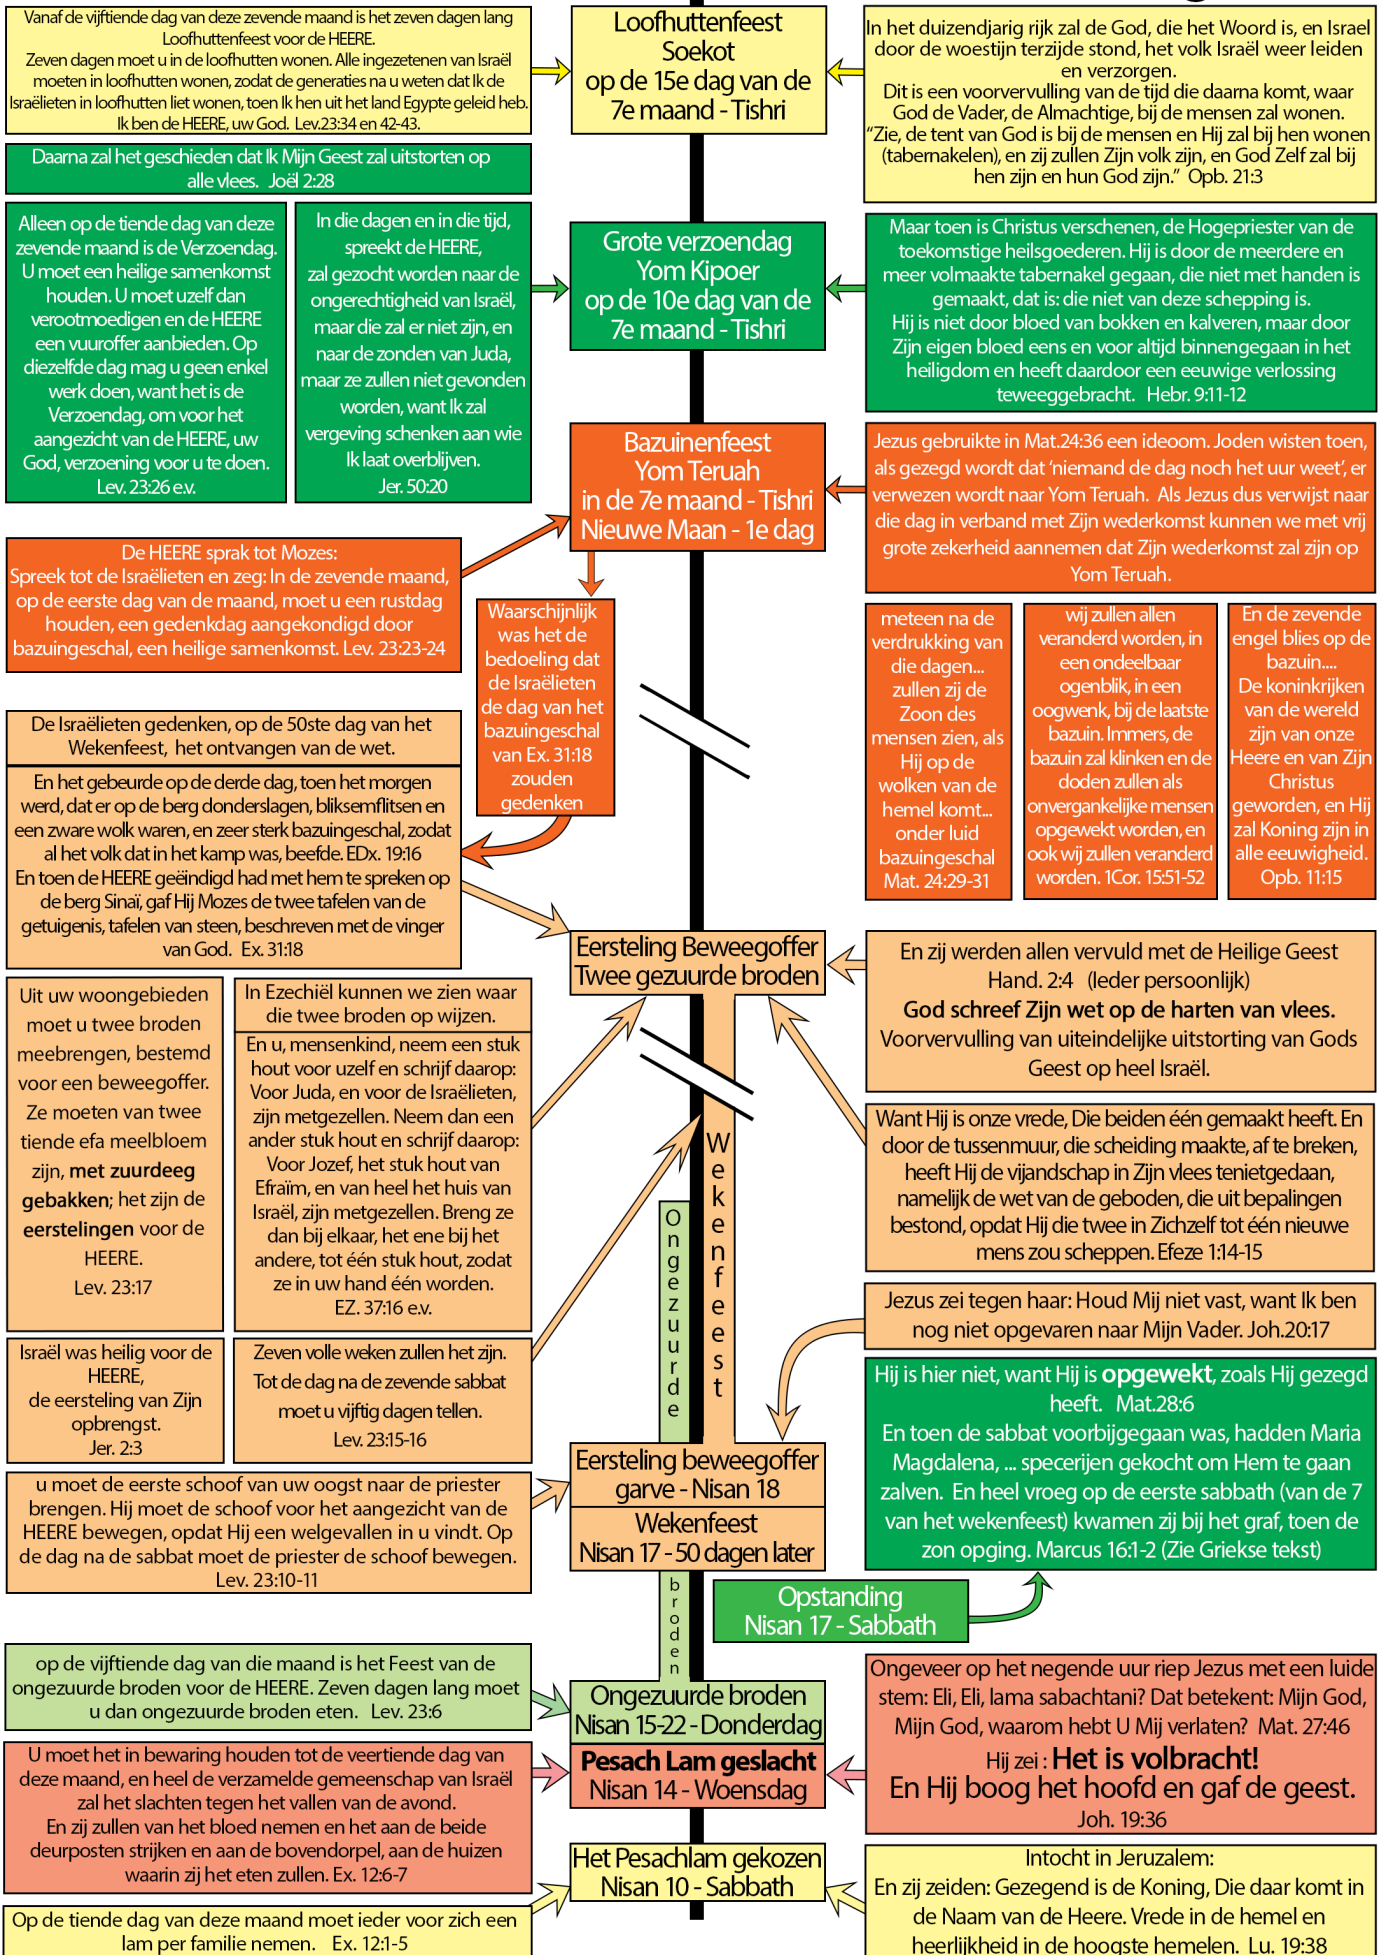 Vanaf de vijftiende dag van deze zevende maand is het zeven dagen lang
Loofhuttenfeest voor de HEERE.
Zeven dagen moet u in de loofhutten wonen. Alle ingezetenen van Israël
moeten in loofhutten wonen, zodat de generaties na u weten dat Ik de
Israëlieten in loofhutten liet wonen, toen Ik hen uit het land Egypte geleid heb.
Ik ben de HEERE, uw God. Lev.23:34 en 42-43.
Loofhuttenfeest
Soekot
op de 15e dag van de
7e maand - Tishri
In het duizendjarig rijk zal de God, die het Woord is, en Israel
door de woestijn terzijde stond, het volk Israël weer leiden
en verzorgen.
Dit is een voorvervulling van de tijd die daarna komt, waar
God de Vader, de Almachtige, bij de mensen zal wonen.
“Zie, de tent van God is bij de mensen en Hij zal bij hen wonen
(tabernakelen), en zij zullen Zijn volk zijn, en God Zelf zal bij
hen zijn en hun God zijn.” Opb. 21:3
Daarna zal het geschieden dat Ik Mijn Geest zal uitstorten op
alle vlees. Joël 2:28
Alleen op de tiende dag van deze
zevende maand is de Verzoendag.
U moet een heilige samenkomst
houden. U moet uzelf dan
verootmoedigen en de HEERE
een vuuroffer aanbieden. Op
diezelfde dag mag u geen enkel
werk doen, want het is de
Verzoendag, om voor het
aangezicht van de HEERE, uw
God, verzoening voor u te doen.
Lev. 23:26 e.v.
In die dagen en in die tijd,
spreekt de HEERE,
zal gezocht worden naar de
ongerechtigheid van Israël,
maar die zal er niet zijn, en
naar de zonden van Juda,
maar ze zullen niet gevonden
worden, want Ik zal
vergeving schenken aan wie
Ik laat overblijven.
Jer. 50:20
Grote verzoendag
Yom Kipoer
op de 10e dag van de
7e maand - Tishri
Maar toen is Christus verschenen, de Hogepriester van de
toekomstige heilsgoederen. Hij is door de meerdere en
meer volmaakte tabernakel gegaan, die niet met handen is
gemaakt, dat is: die niet van deze schepping is.
Hij is niet door bloed van bokken en kalveren, maar door
Zijn eigen bloed eens en voor altijd binnengegaan in het
heiligdom en heeft daardoor een eeuwige verlossing
teweeggebracht. Hebr. 9:11-12
Bazuinenfeest
Yom Teruah
in de 7e maand - Tishri
Nieuwe Maan - 1e dag
Jezus gebruikte in Mat.24:36 een ideoom. Joden wisten toen,
als gezegd wordt dat ‘niemand de dag noch het uur weet’, er
verwezen wordt naar Yom Teruah. Als Jezus dus verwijst naar
die dag in verband met Zijn wederkomst kunnen we met vrij
grote zekerheid aannemen dat Zijn wederkomst zal zijn op
Yom Teruah.
De HEERE sprak tot Mozes:
Spreek tot de Israëlieten en zeg: In de zevende maand,
op de eerste dag van de maand, moet u een rustdag
houden, een gedenkdag aangekondigd door
bazuingeschal, een heilige samenkomst. Lev. 23:23-24
Waarschijnlijk
was het de
bedoeling dat
de Israëlieten
de dag van het
bazuingeschal
van Ex. 31:18
zouden
gedenken
meteen na de
verdrukking van
die dagen...
zullen zij de
Zoon des
mensen zien, als
Hij op de
wolken van de
hemel komt...
onder luid
bazuingeschal
Mat. 24:29-31
wij zullen allen
veranderd worden, in
een ondeelbaar
ogenblik, in een
oogwenk, bij de laatste
bazuin. Immers, de
bazuin zal klinken en de
doden zullen als
onvergankelijke mensen
opgewekt worden, en
ook wij zullen veranderd
worden. 1Cor. 15:51-52
En de zevende
engel blies op de
bazuin....
De koninkrijken
van de wereld
zijn van onze
Heere en van Zijn
Christus
geworden, en Hij
zal Koning zijn in
alle eeuwigheid.
Opb. 11:15
De Israëlieten gedenken, op de 50ste dag van het
Wekenfeest, het ontvangen van de wet.
En het gebeurde op de derde dag, toen het morgen
werd, dat er op de berg donderslagen, bliksemflitsen en
een zware wolk waren, en zeer sterk bazuingeschal, zodat
al het volk dat in het kamp was, beefde. EDx. 19:16
En toen de HEERE geëindigd had met hem te spreken op
de berg Sinaï, gaf Hij Mozes de twee tafelen van de
getuigenis, tafelen van steen, beschreven met de vinger
van God. Ex. 31:18
Eersteling Beweegoffer
Twee gezuurde broden
En zij werden allen vervuld met de Heilige Geest
Hand. 2:4 (Ieder persoonlijk)
God schreef Zijn wet op de harten van vlees.
Voorvervulling van uiteindelijke uitstorting van Gods
Geest op heel Israël.
Uit uw woongebieden
moet u twee broden
meebrengen, bestemd
voor een beweegoffer.
Ze moeten van twee
tiende efa meelbloem
zijn, met zuurdeeg
gebakken; het zijn de
eerstelingen voor de
HEERE.
Lev. 23:17
In Ezechiël kunnen we zien waar
die twee broden op wijzen.
En u, mensenkind, neem een stuk
hout voor uzelf en schrijf daarop:
Voor Juda, en voor de Israëlieten,
zijn metgezellen. Neem dan een
ander stuk hout en schrijf daarop:
Voor Jozef, het stuk hout van
Efraïm, en van heel het huis van
Israël, zijn metgezellen. Breng ze
dan bij elkaar, het ene bij het
andere, tot één stuk hout, zodat
ze in uw hand één worden.
EZ. 37:16 e.v.
Want Hij is onze vrede, Die beiden één gemaakt heeft. En
door de tussenmuur, die scheiding maakte, af te breken,
heeft Hij de vijandschap in Zijn vlees tenietgedaan,
namelijk de wet van de geboden, die uit bepalingen
bestond, opdat Hij die twee in Zichzelf tot één nieuwe
mens zou scheppen. Efeze 1:14-15
Wekenfeest
Ongezuurde
broden
Jezus zei tegen haar: Houd Mij niet vast, want Ik ben
nog niet opgevaren naar Mijn Vader. Joh.20:17
Israël was heilig voor de
HEERE,
de eersteling van Zijn
opbrengst.
Jer. 2:3
Zeven volle weken zullen het zijn.
Tot de dag na de zevende sabbat
moet u vijftig dagen tellen.
Lev. 23:15-16
Hij is hier niet, want Hij is opgewekt, zoals Hij gezegd
heeft. Mat.28:6
En toen de sabbat voorbijgegaan was, hadden Maria
Magdalena, ... specerijen gekocht om Hem te gaan
zalven. En heel vroeg op de eerste sabbath (van de 7
van het wekenfeest) kwamen zij bij het graf, toen de
zon opging. Marcus 16:1-2 (Zie Griekse tekst)
Eersteling beweegoffer
garve - Nisan 18
Wekenfeest
Nisan 17 - 50 dagen later
u moet de eerste schoof van uw oogst naar de priester
brengen. Hij moet de schoof voor het aangezicht van de
HEERE bewegen, opdat Hij een welgevallen in u vindt. Op
de dag na de sabbat moet de priester de schoof bewegen.
Lev. 23:10-11
Opstanding
Nisan 17 - Sabbath
op de vijftiende dag van die maand is het Feest van de
ongezuurde broden voor de HEERE. Zeven dagen lang moet
u dan ongezuurde broden eten. Lev. 23:6
Ongezuurde broden
Nisan 15-22 - Donderdag
Pesach Lam geslacht
Nisan 14 - Woensdag
Ongeveer op het negende uur riep Jezus met een luide
stem: Eli, Eli, lama sabachtani? Dat betekent: Mijn God,
Mijn God, waarom hebt U Mij verlaten? Mat. 27:46
Hij zei : Het is volbracht!
En Hij boog het hoofd en gaf de geest.
Joh. 19:36
U moet het in bewaring houden tot de veertiende dag van
deze maand, en heel de verzamelde gemeenschap van Israël
zal het slachten tegen het vallen van de avond.
En zij zullen van het bloed nemen en het aan de beide
deurposten strijken en aan de bovendorpel, aan de huizen
waarin zij het eten zullen. Ex. 12:6-7
Het Pesachlam gekozen
Nisan 10 - Sabbath
Intocht in Jeruzalem:
En zij zeiden: Gezegend is de Koning, Die daar komt in
de Naam van de Heere. Vrede in de hemel en
heerlijkheid in de hoogste hemelen. Lu. 19:38
Op de tiende dag van deze maand moet ieder voor zich een
lam per familie nemen. Ex. 12:1-5